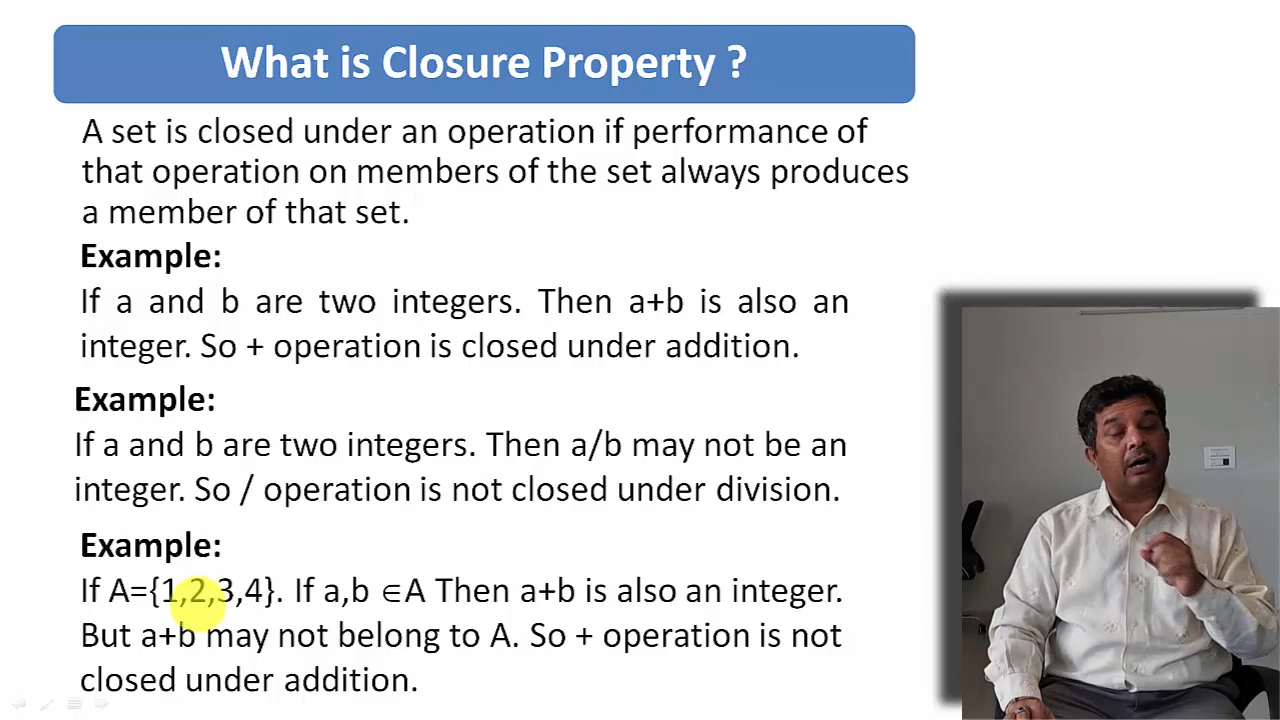 What is Closure Property ?
A set is closed under an operation if performance of
that operation on members of the set always produces
a member of that set.
Example:
If a and b are two integers. Then a+b is also an
integer. So + operation is closed under addition.
Example:
If a and b are two integers. Then a/b may not be an
integer. So / operation is not closed under division.
Example:
If A={1,2,3,4}. If a,b ∈A Then a+b is also an integer.
But a+b may not belong to A. So + operation is not
closed under addition.